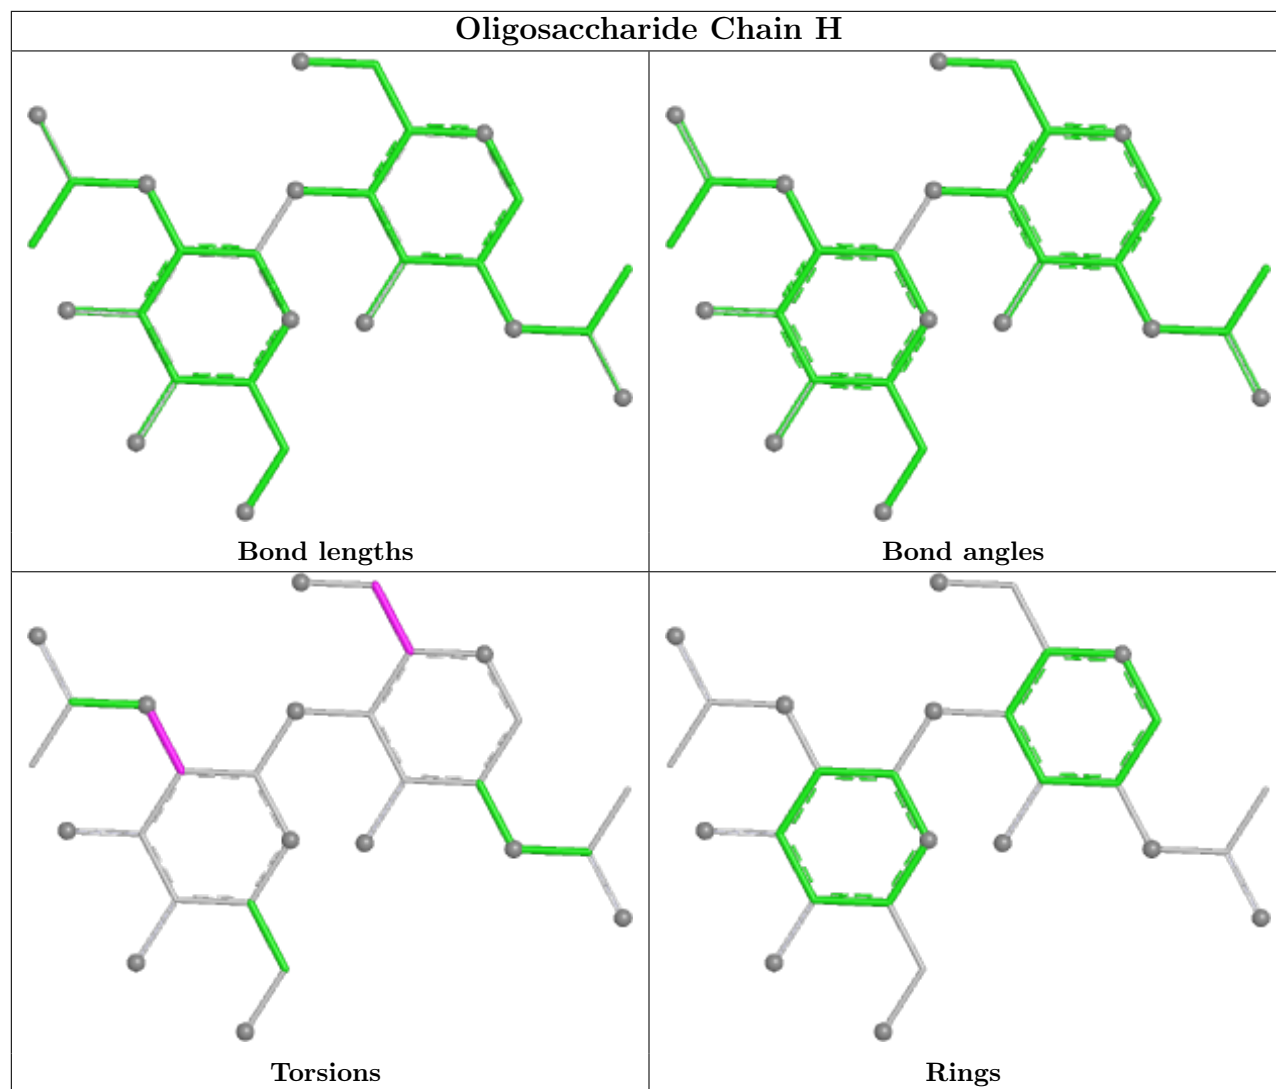 Oligosaccharide Chain H
Bond lengths
Bond angles
Torsions
Rings